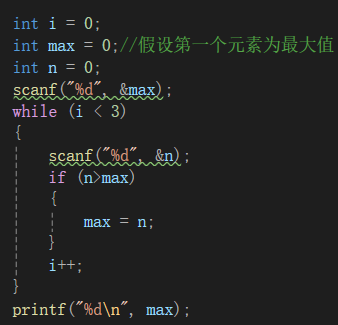 int i = 0;
int max = 0;//假设第一个元素为最大值
int n = 0;
scanf("%d", &max);
while (i < 3)
{
scanf("%d", &n);
if (n>max)
{
max = n;
}
i++;
}
printf("%d\n", max);